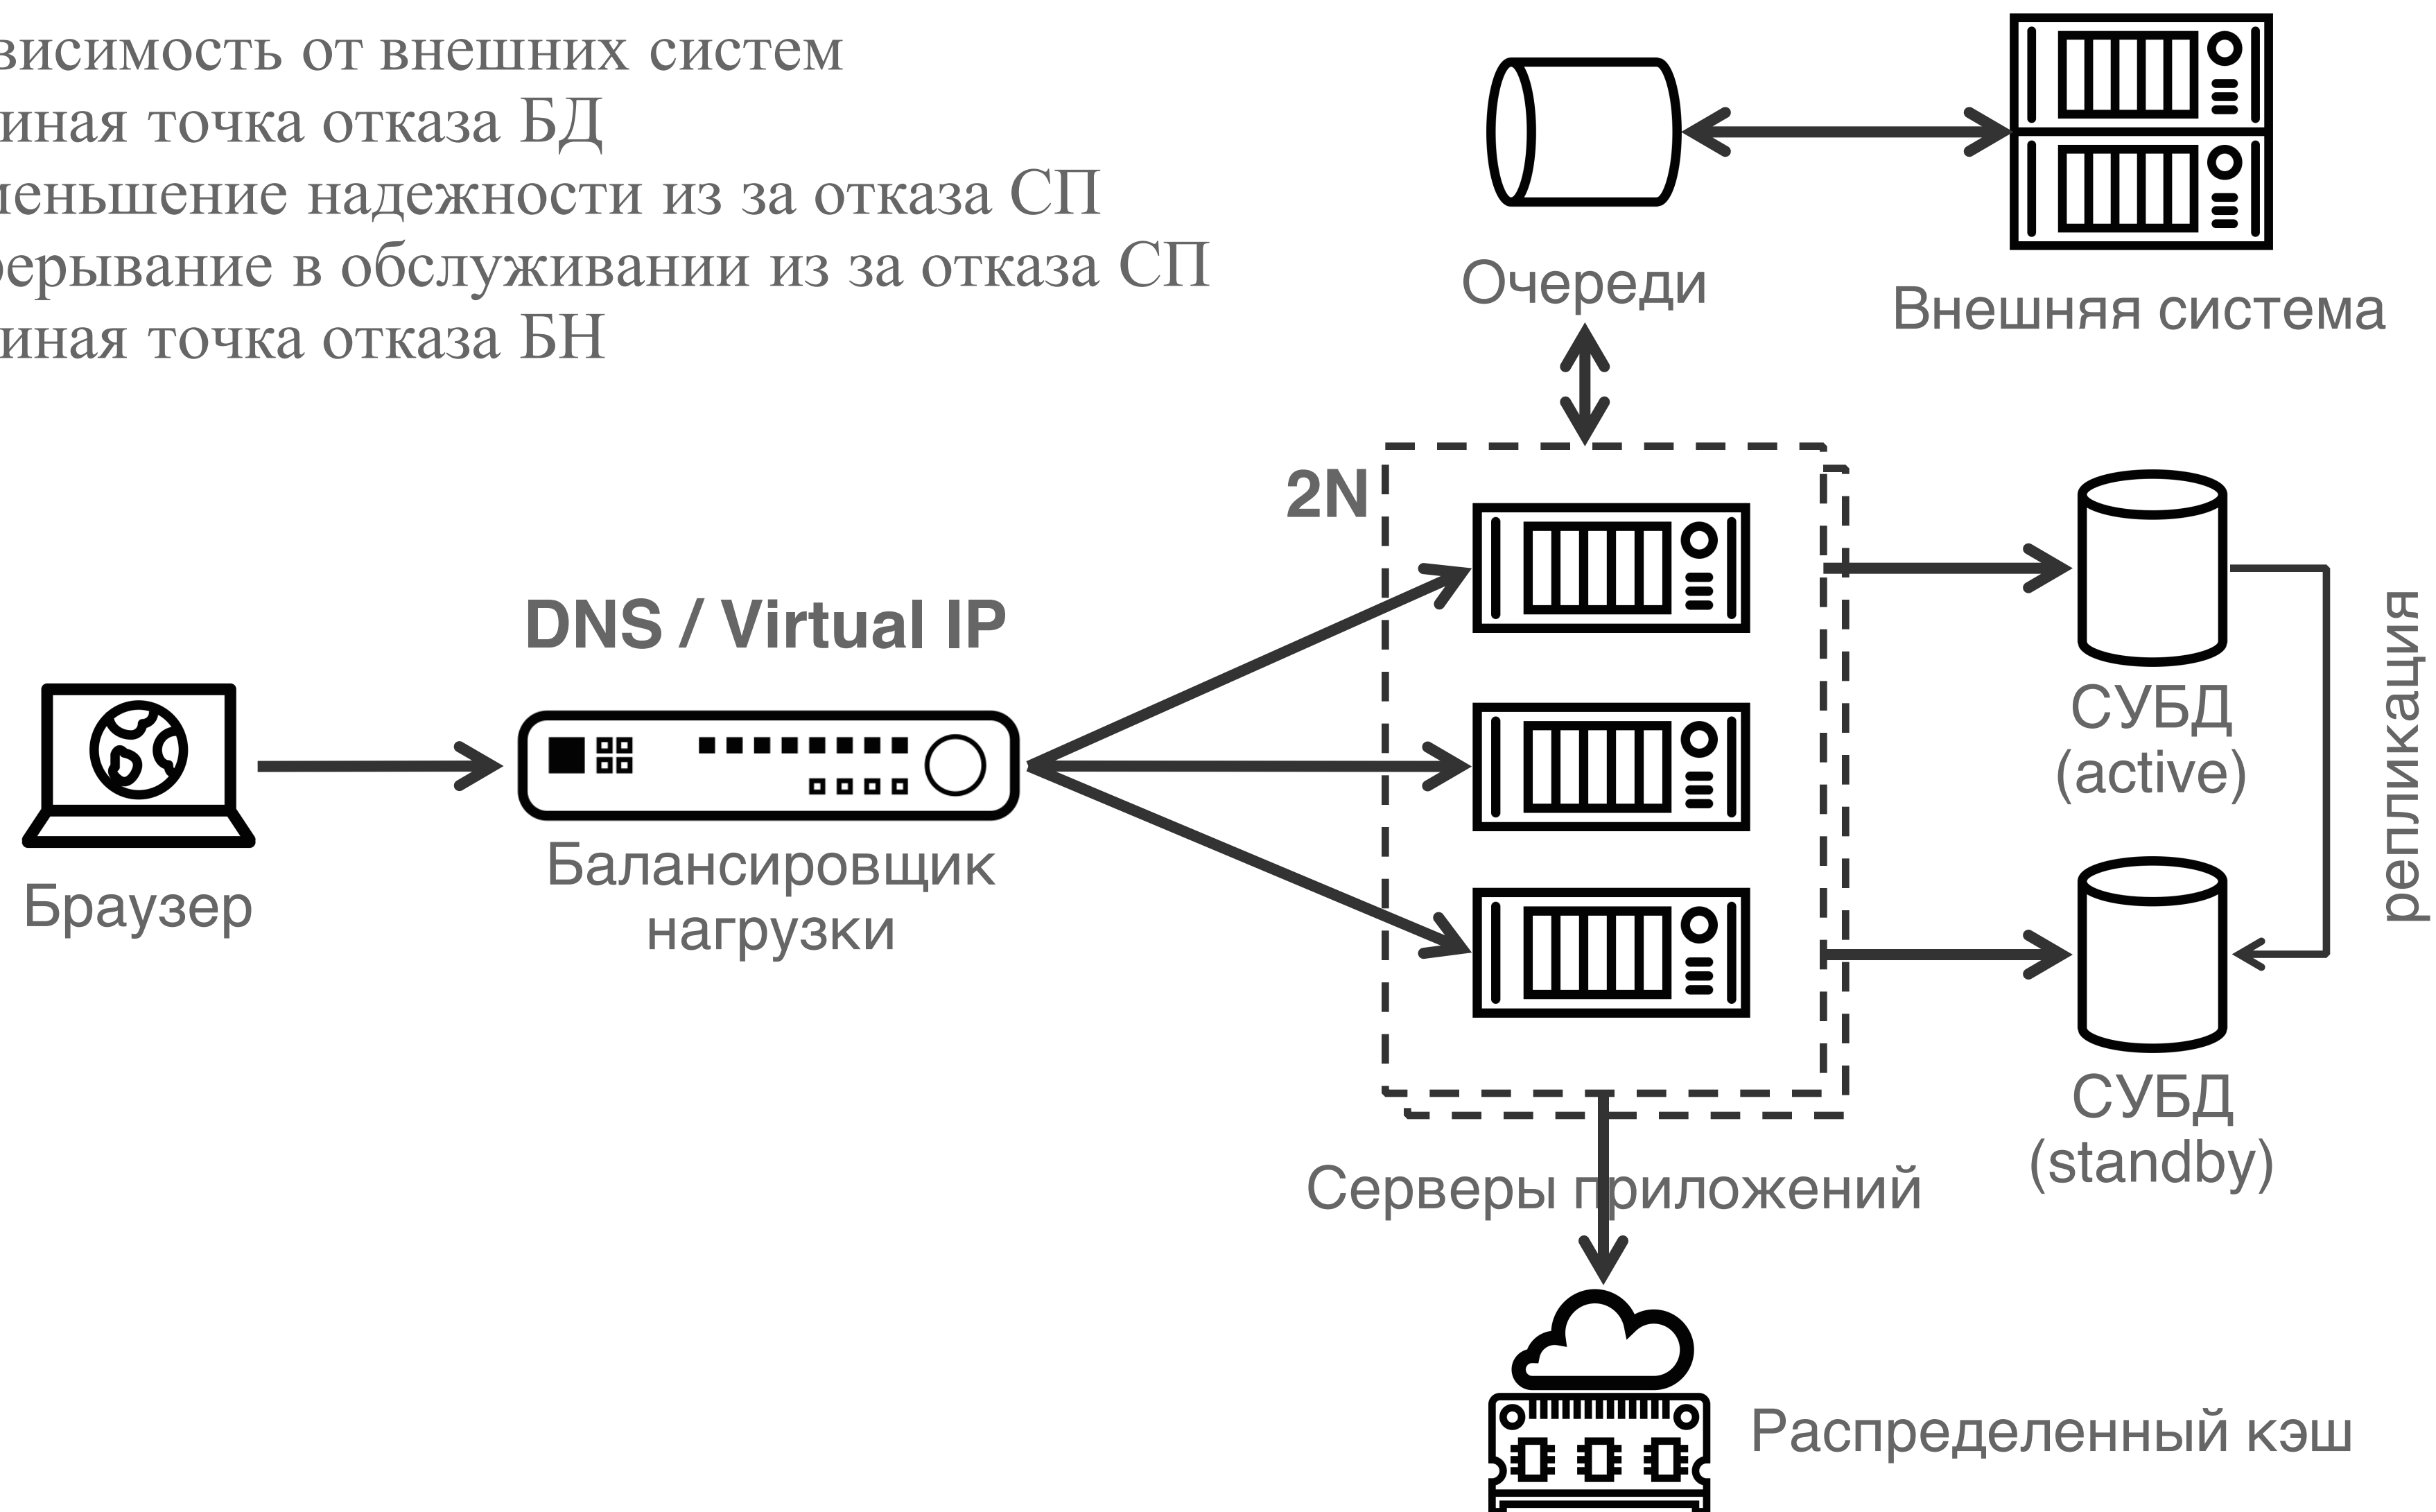 висимость от внешних систем
иная точка отказа БД
еньшение надежности из за отказа СП
ерывание в обслуживании из за отказа СП
иная точка отказа БН
Очереди
Внешняя система
2N
DNS / Virtual IP
Браузер
Балансировщик
нагрузки
СУБД
(active)
репликация
СУБД
(standby)
Серверы приложений
Распределенный кэш